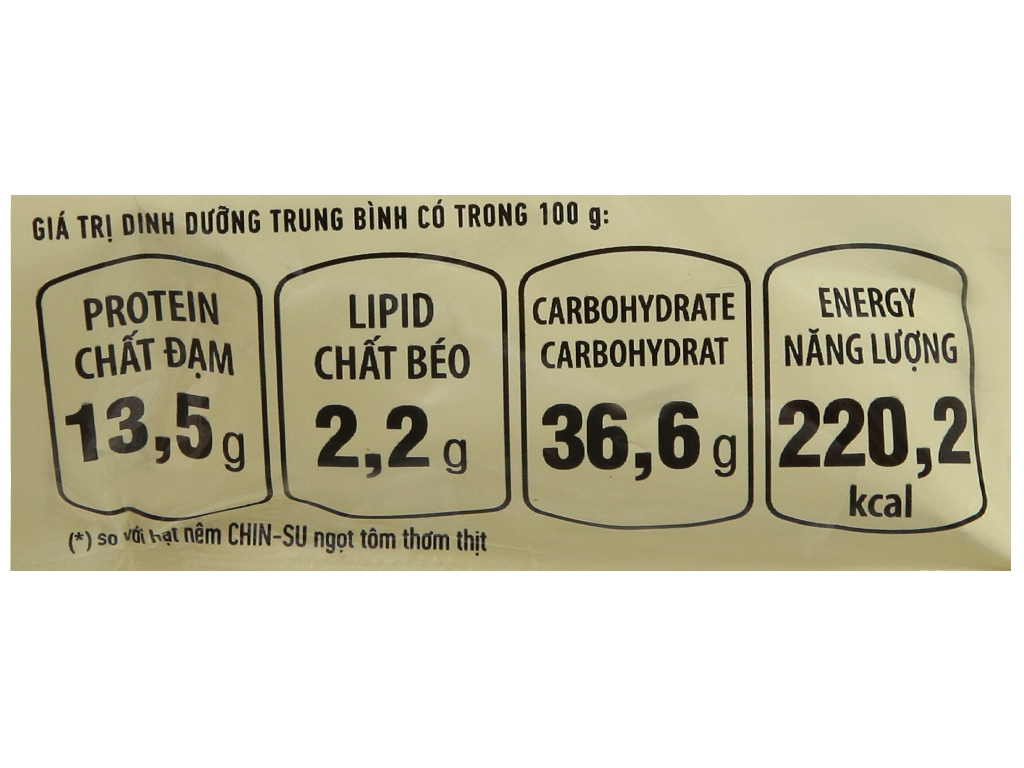 GIÁ TRỊ DINH DƯỠNG TRUNG BÌNH CÓ TRONG 100 g:
PROTEIN
CHẤT ĐẠM
13,5 g
LIPID
CHẤT BÉO
2,2 g
CARBOHYDRATE
CARBOHYDRAT
36,6 g
ENERGY
NĂNG LƯỢNG
220,2
kcal
(*) so với hạt nêm CHIN-SU ngọt tôm thơm thịt